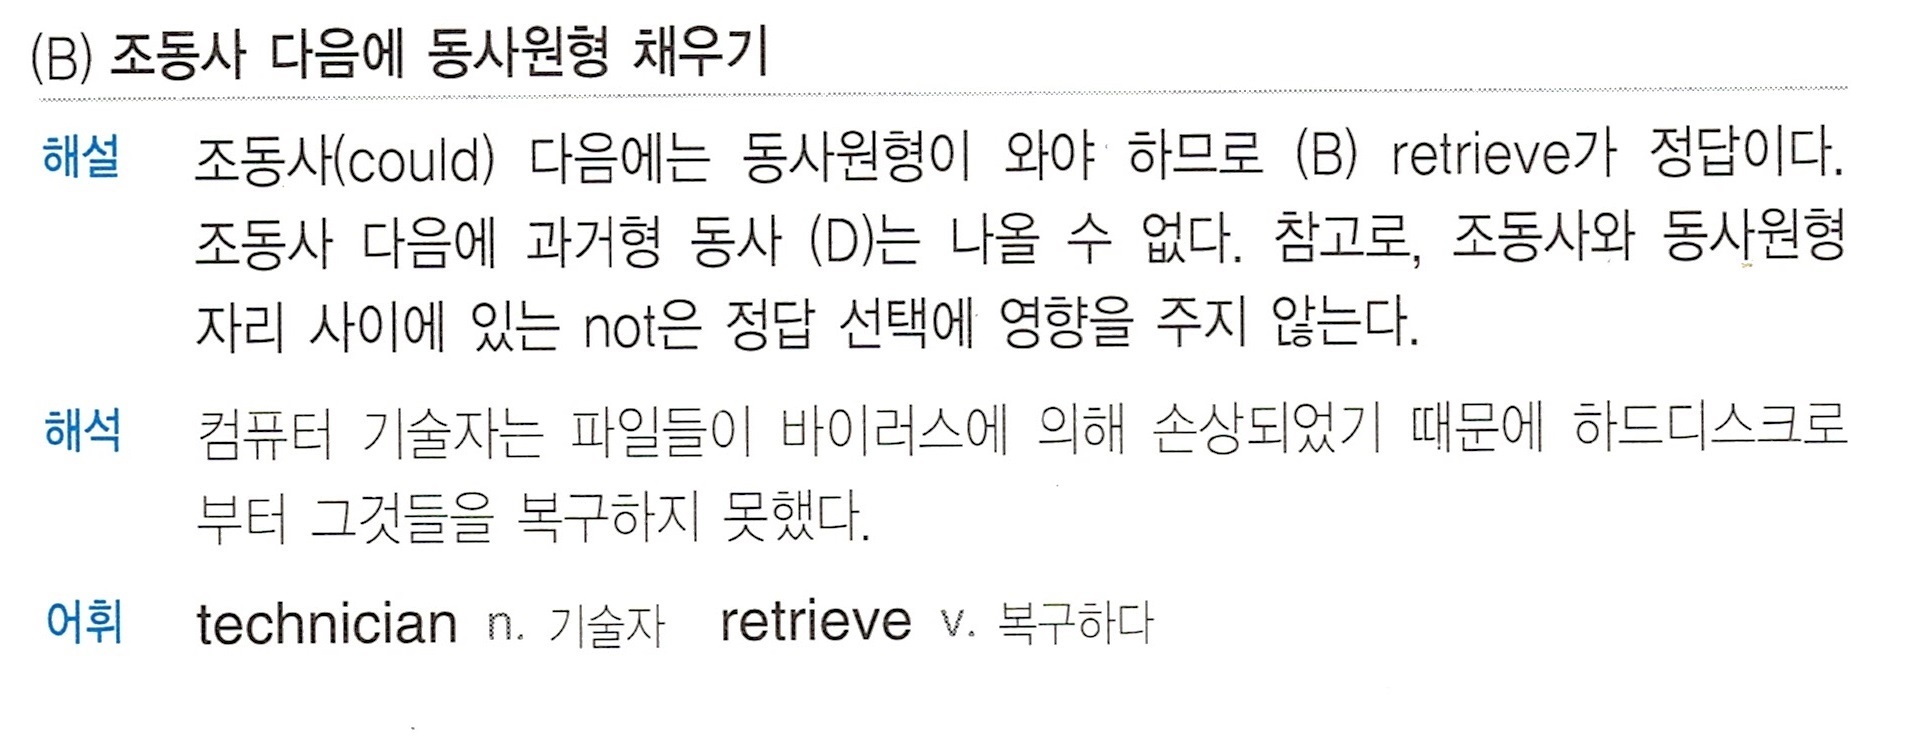 (B) 조동사 다음에 동사원형 채우기
해설 조동사(could) 다음에는 동사원형이 와야 하므로 (B) retrieve가 정답이다.
조동사 다음에 과거형 동사 (D)는 나올 수 없다. 참고로, 조동사와 동사원형
자리 사이에 있는 not은 정답 선택에 영향을 주지 않는다.
해석 컴퓨터 기술자는 파일들이 바이러스에 의해 손상되었기 때문에 하드디스크로
부터 그것들을 복구하지 못했다.
어휘 technician n. 기술자 retrieve v. 복구하다